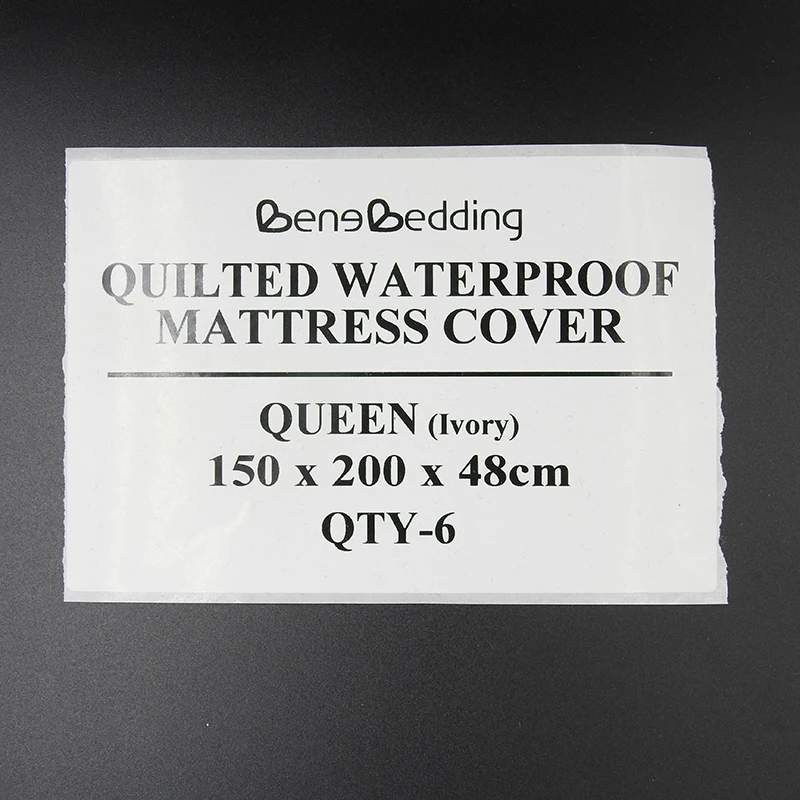 BeneBedding
QUILTED WATERPROOF
MATTRESS COVER
QUEEN (Ivory)
150 x 200 x 48cm
QTY-6